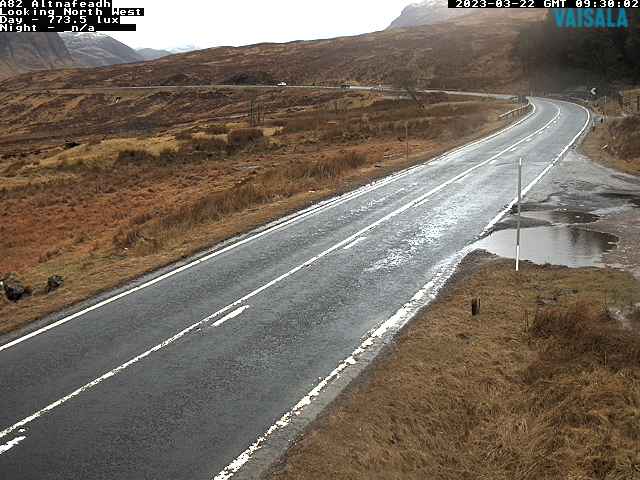 A82 Altnafeadh
2023-03-22 GMT 09:30:02
Looking North West
VAISALA
Day - 773.5 lux
Night - n/a